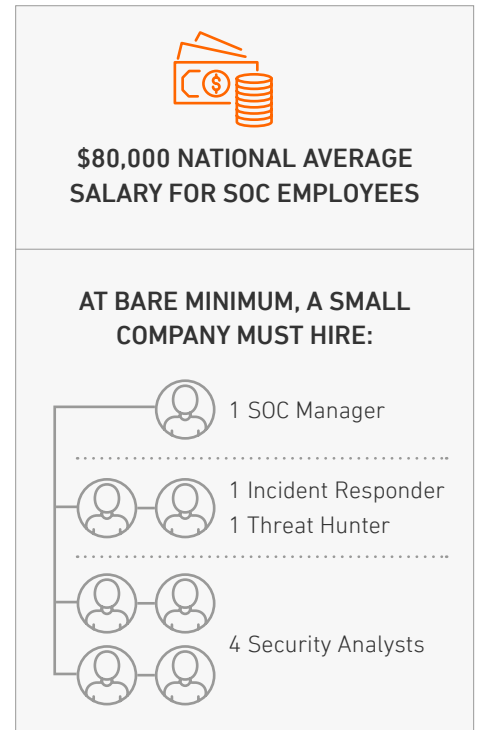 $
$80,000 NATIONAL AVERAGE
SALARY FOR SOC EMPLOYEES
AT BARE MINIMUM, A SMALL
COMPANY MUST HIRE:
1 SOC Manager
1 Incident Responder
1 Threat Hunter
4 Security Analysts